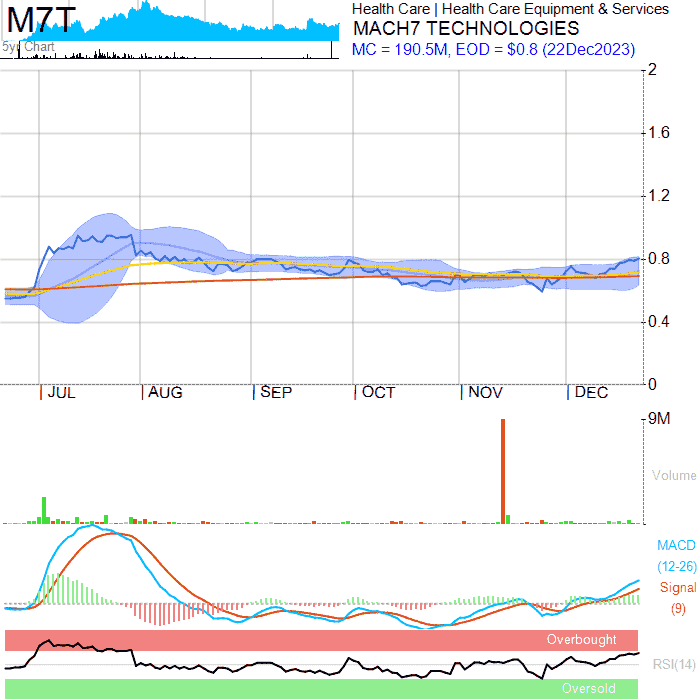 M7T
5yr Chart
Health Care | Health Care Equipment & Services
MACH7 TECHNOLOGIES
MC = 190.5M, EOD = $0.8 (22Dec2023)
2
1.6
1.2
0.8
0.4
0
JUL AUG SEP OCT NOV DEC
9M
Volume
MACD
(12-26)
Signal
(9)
Overbought
RSI(14)
Oversold